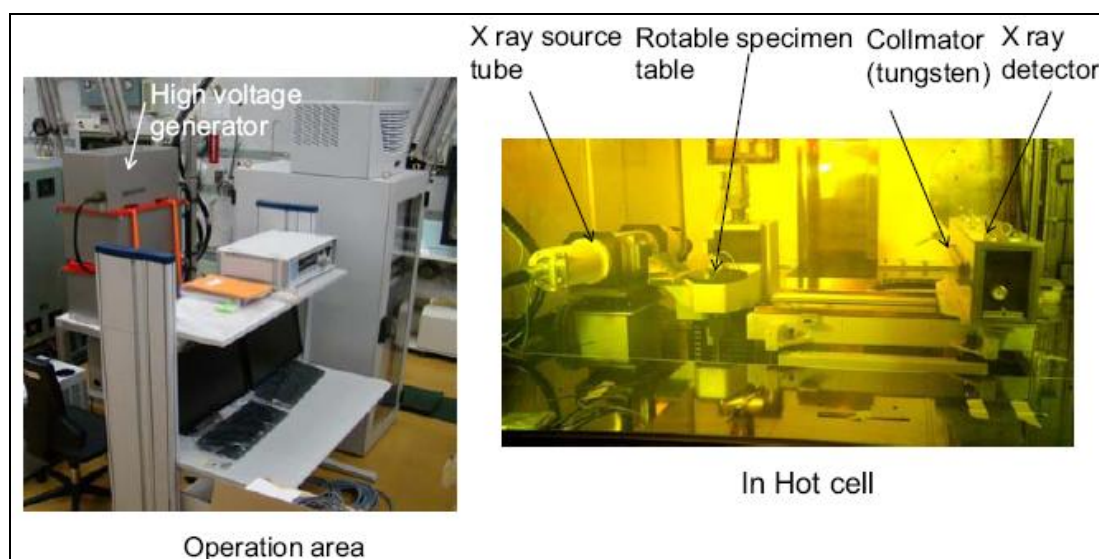 High voltage
generator
Operation area
X ray source
tube
Rotable specimen
table
Collmator
(tungsten)
X ray
detector
In Hot cell